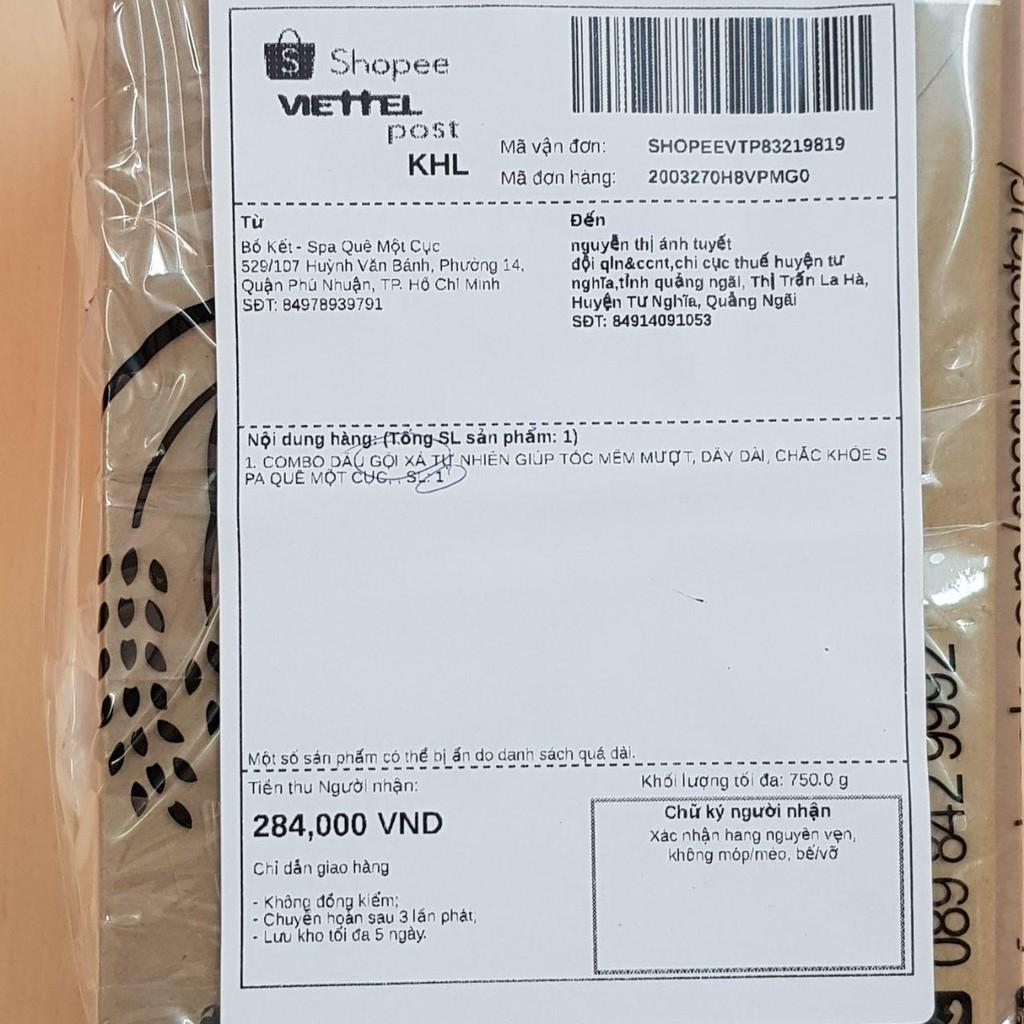 Shopee
VIETTEL
post
KHL
Mã vận đơn: SHOPEEVTP83219819
Mã đơn hàng: 2003270H8VPMG0
Từ
Bồ Kết - Spa Quê Một Cục
529/107 Huỳnh Văn Bánh, Phường 14,
Quận Phú Nhuận, TP. Hồ Chí Minh
SĐT: 84978939791
Đến
nguyễn thị ánh tuyết
đội qln&ccnt,chi cục thuế huyện tư
nghĩa,tỉnh quảng ngãi, Thị Trấn La Hà,
Huyện Tư Nghĩa, Quảng Ngãi
SĐT: 84914091053
Nội dung hàng: (Tổng SL sản phẩm: 1)
1. COMBO DẦU GỘI XẢ TỰ NHIÊN GIÚP TÓC MỀM MƯỢT, DÀY DÀI, CHẮC KHỎE S
PA QUÊ MỘT CỤC, , SL: 1
Một số sản phẩm có thể bị ẩn do danh sách quá dài.
Tiền thu Người nhận:
284,000 VND
Chỉ dẫn giao hàng
- Không đồng kiểm;
- Chuyển hoàn sau 3 lần phát;
- Lưu kho tối đa 5 ngày.
Khối lượng tối đa: 750.0 g
Chữ ký người nhận
Xác nhận hàng nguyên vẹn,
không móp/méo, bể/vỡ
089 842 9992